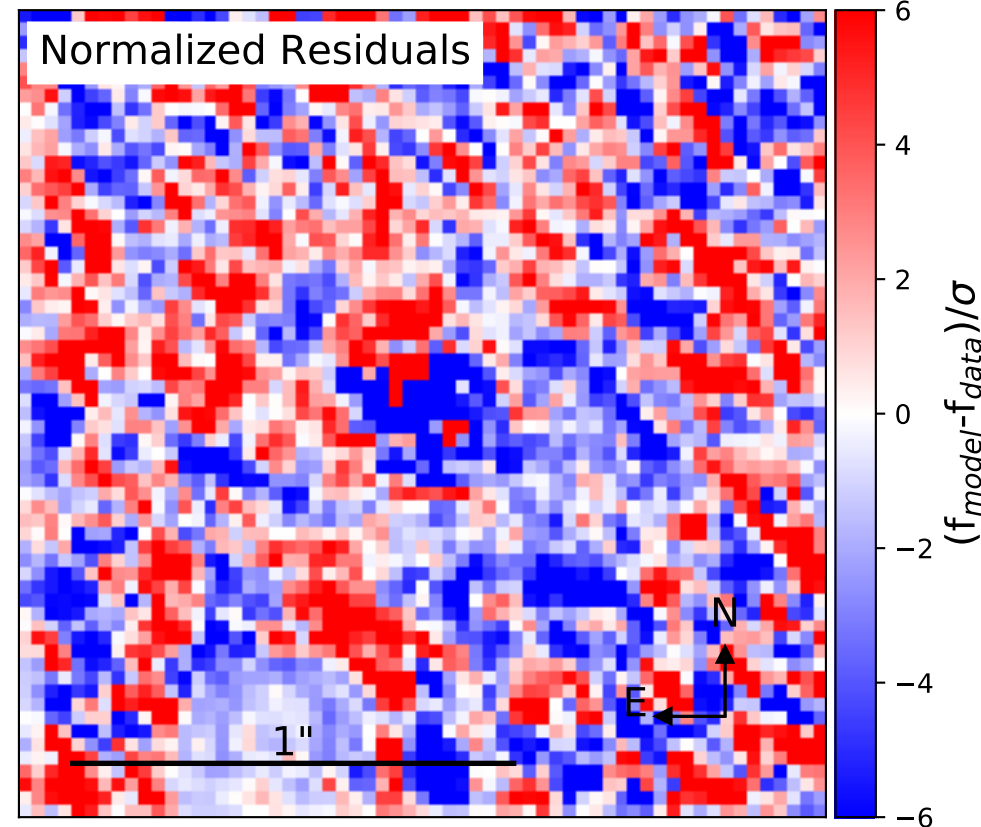 Normalized Residuals
6
4
2
0
−2
−4
−6
(f_model-f_data)/σ
N
E
1"